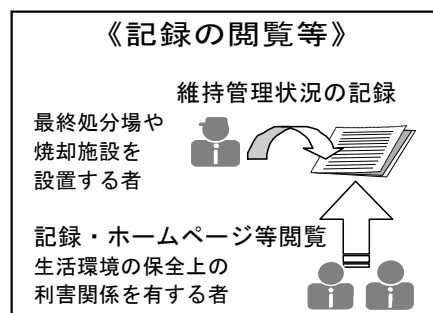 《記録の閲覧等》
維持管理状況の記録
最終処分場や
焼却施設を
設置する者
記録・ホームページ等閲覧
生活環境の保全上の
利害関係を有する者